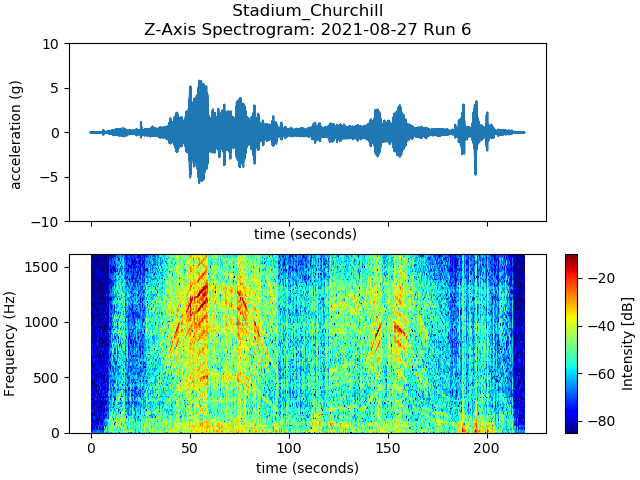 Stadium_Churchill
Z-Axis Spectrogram: 2021-08-27 Run 6
10
5
0
−5
−10
acceleration (g)
time (seconds)
1500
1000
500
0
Frequency (Hz)
0 50 100 150 200
time (seconds)
−20
−40
−60
−80
Intensity [dB]